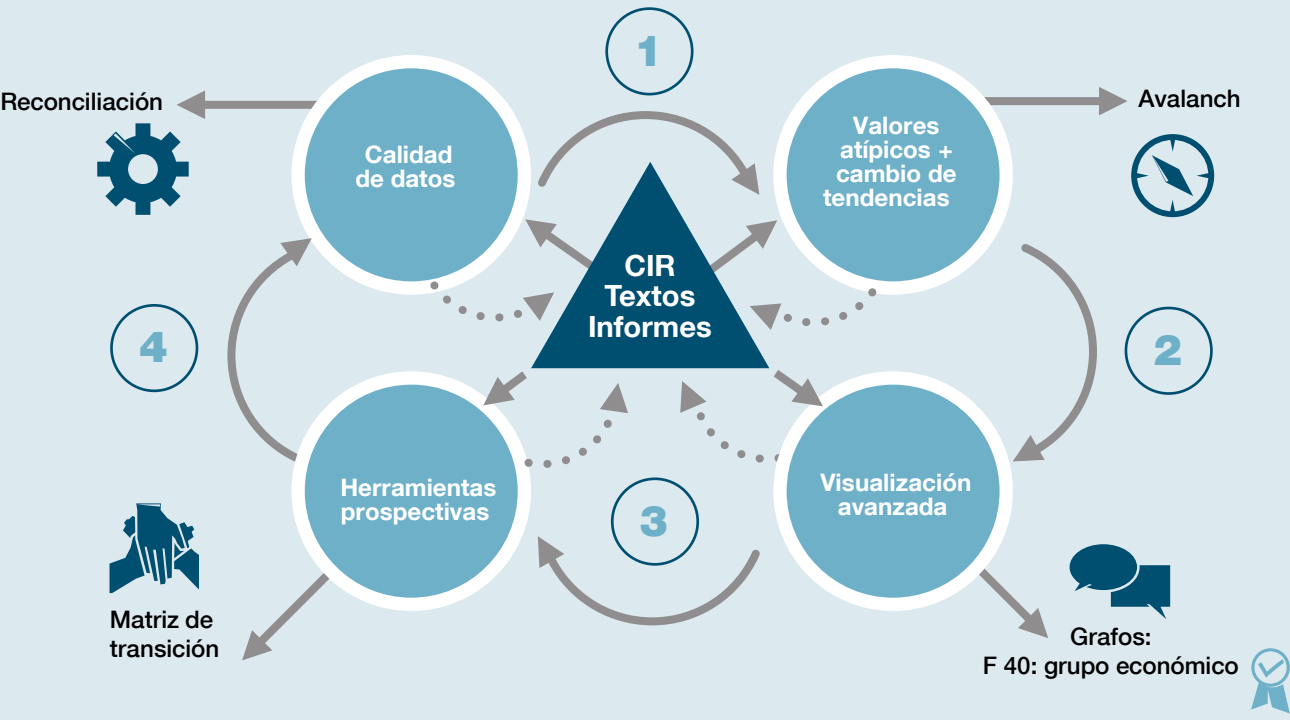 1
Reconciliación
Calidad
de datos
Valores
atípicos +
cambio de
tendencias
Avalanch
CIR
Textos
Informes
4
2
Herramientas
prospectivas
3
Visualización
avanzada
Matriz de
transición
Grafos:
F 40: grupo económico